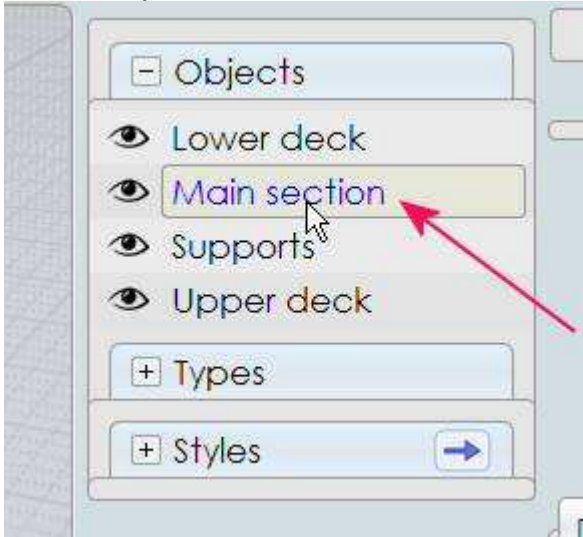 Objects
Lower deck
Main section
Supports
Upper deck
Types
Styles